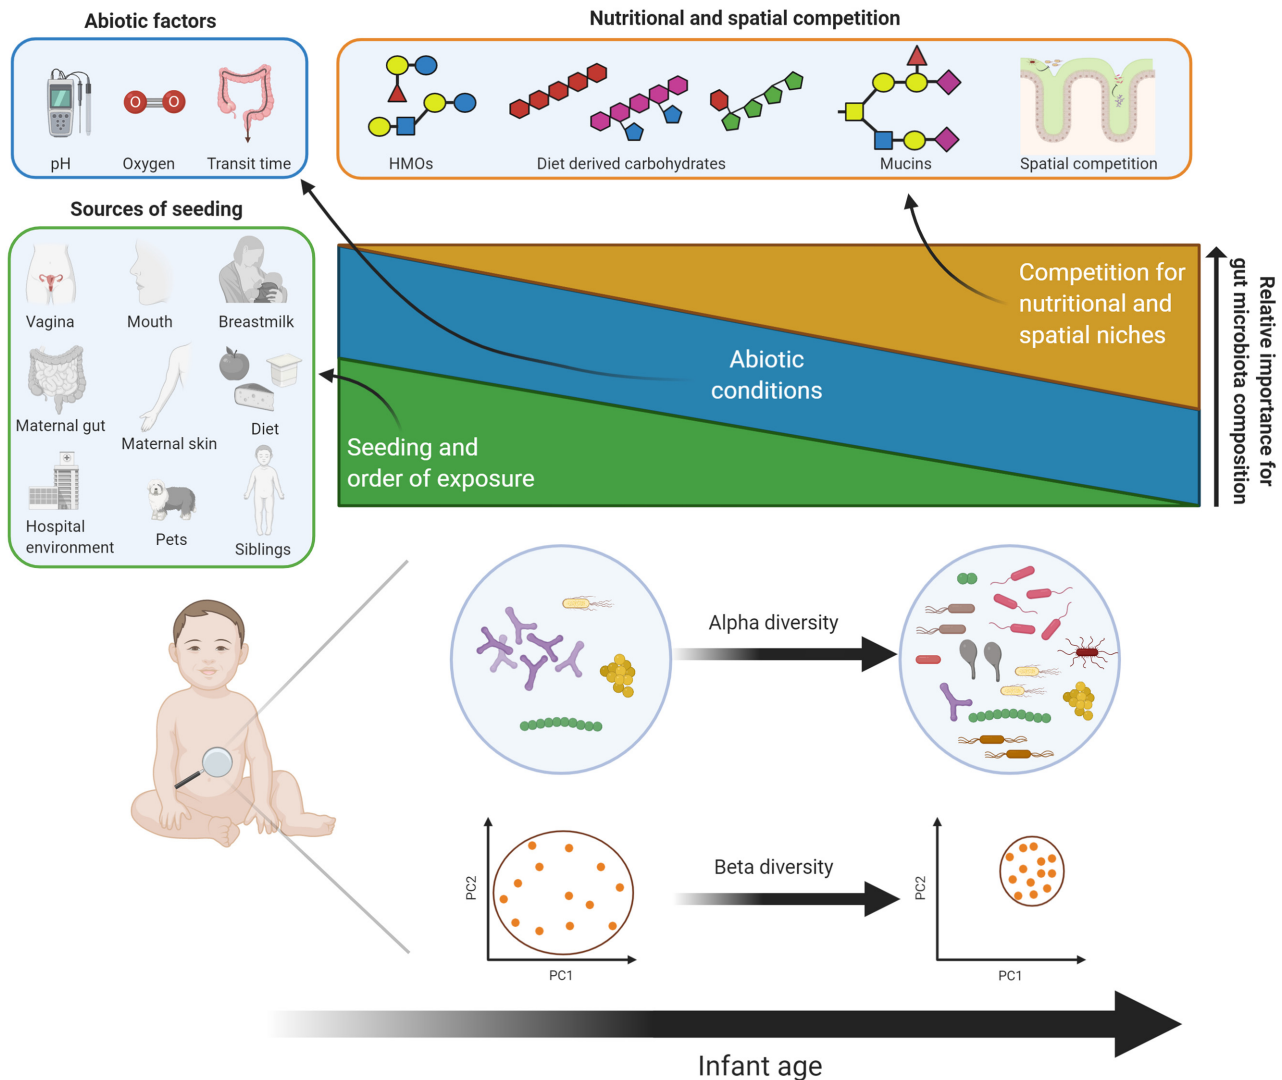 Abiotic factors
pH
O O
Oxygen
Transit time
Nutritional and spatial competition
HMOs
Diet derived carbohydrates
Mucins
Spatial competition
Sources of seeding
Vagina
Mouth
Breastmilk
Maternal gut
Maternal skin
Diet
Hospital
environment
Pets
Siblings
Competition for
nutritional and
spatial niches
Abiotic
conditions
Seeding and
order of exposure
Relative importance for
gut microbiota composition
Alpha diversity
Beta diversity
PC2
PC1
PC2
PC1
Infant age